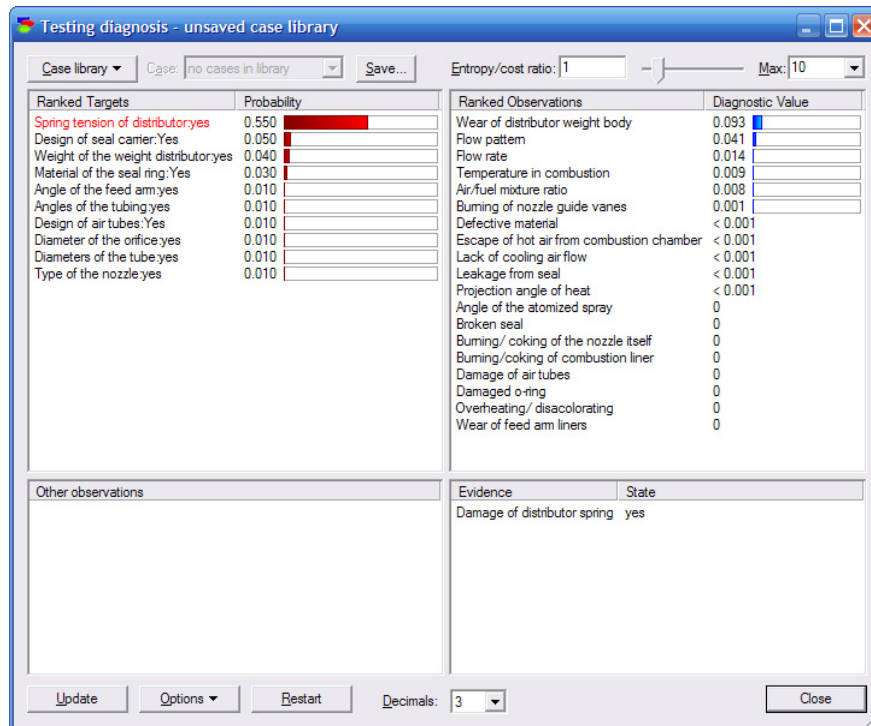 Testing diagnosis - unsaved case library
Case library Case: no cases in library Save... Entropy/cost ratio: 1 Max: 10
Ranked Targets Probability
Spring tension of distributor:yes 0.550
Design of seal carrier:Yes 0.050
Weight of the weight distributor:yes 0.040
Material of the seal ring:Yes 0.030
Angle of the feed arm:yes 0.010
Angles of the tubing:yes 0.010
Design of air tubes:Yes 0.010
Diameter of the orifice:yes 0.010
Diameters of the tube:yes 0.010
Type of the nozzle:yes 0.010
Ranked Observations Diagnostic Value
Wear of distributor weight body 0.093
Flow pattern 0.041
Flow rate 0.014
Temperature in combustion 0.009
Air/fuel mixture ratio 0.008
Burning of nozzle guide vanes 0.001
Defective material < 0.001
Escape of hot air from combustion chamber < 0.001
Lack of cooling air flow < 0.001
Leakage from seal < 0.001
Projection angle of heat < 0.001
Angle of the atomized spray 0
Broken seal 0
Burning/ coking of the nozzle itself 0
Burning/coking of combustion liner 0
Damage of air tubes 0
Damaged o-ring 0
Overheating/ disacolorating 0
Wear of feed arm liners 0
Other observations
Evidence State
Damage of distributor spring yes
Update Options Restart Decimals: 3 Close